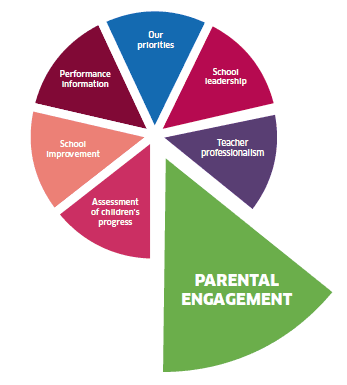 Our
priorities
School
leadership
Teacher
professionalism
PARENTAL
ENGAGEMENT
Assessment
of children's
progress
School
improvement
Performance
information